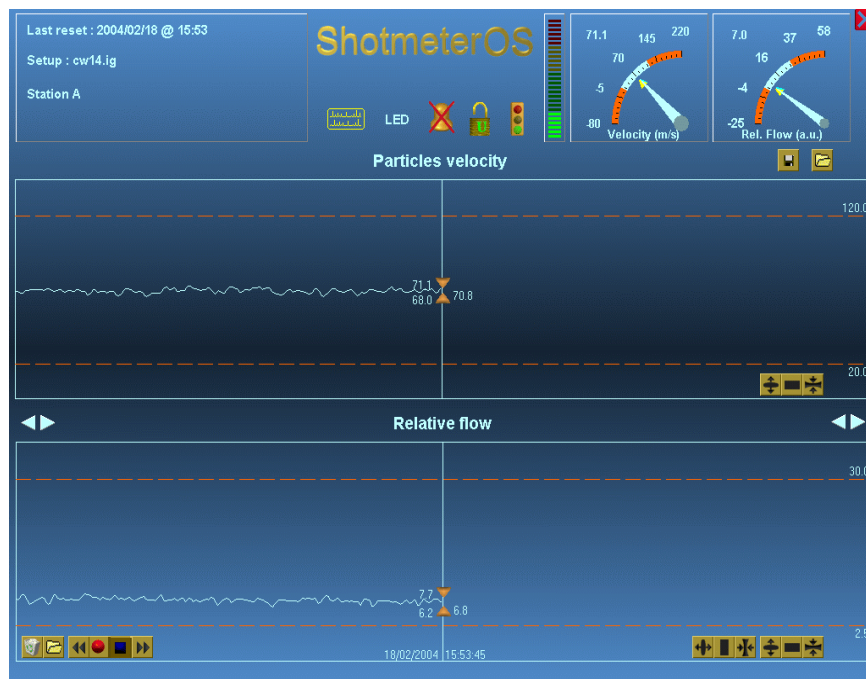 Last reset : 2004/02/18 @ 15:53
Setup : cw14.ig
Station A
ShotmeterOS
LED
U
71.1
145
220
70
-5
-80
Velocity (m/s)
7.0
37
58
16
-4
-25
Rel. Flow (a.u.)
Particles velocity
120.0
71.1
68.0
70.8
20.0
Relative flow
30.0
7.7
6.2
6.8
2.5
18/02/2004 15:53:45